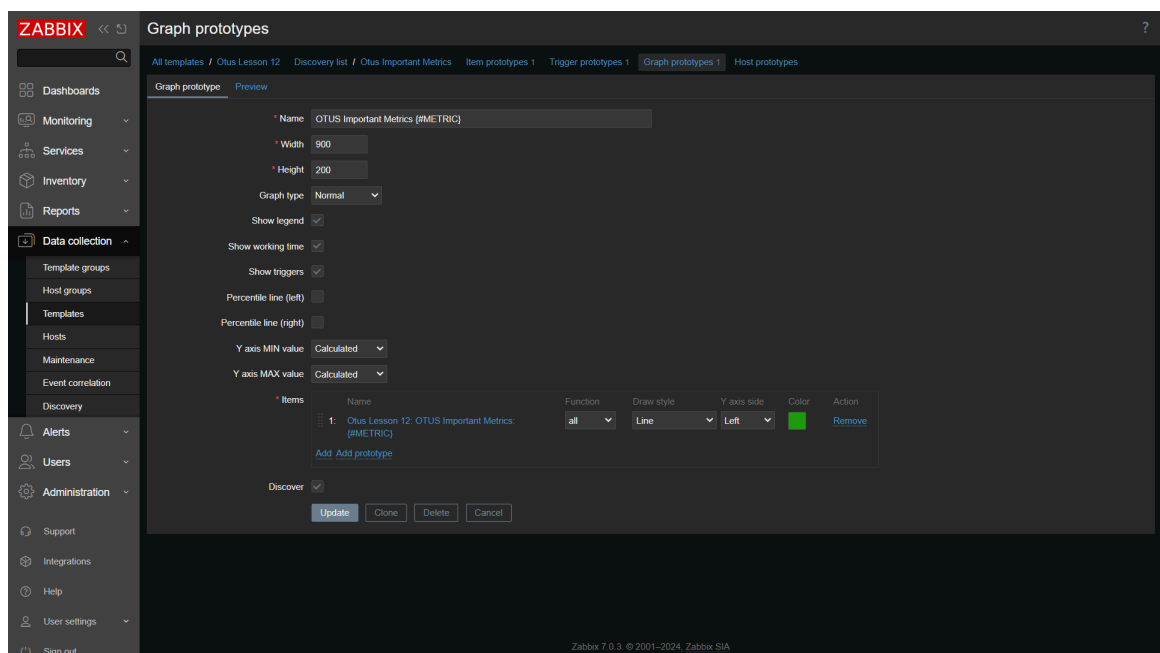 ZABBIX
Graph prototypes
?
All templates / Otus Lesson 12 Discovery list / Otus Important Metrics Item prototypes 1 Trigger prototypes 1 Graph prototypes 1 Host prototypes
Graph prototype Preview
Dashboards
Monitoring
Services
Inventory
Reports
Data collection
Template groups
Host groups
Templates
Hosts
Maintenance
Event correlation
Discovery
Alerts
Users
Administration
Support
Integrations
Help
User settings
Sign out
* Name OTUS Important Metrics {#METRIC}
* Width 900
* Height 200
Graph type Normal
Show legend
Show working time
Show triggers
Percentile line (left)
Percentile line (right)
Y axis MIN value Calculated
Y axis MAX value Calculated
* Items Name Function Draw style Y axis side Color Action
1: Otus Lesson 12: OTUS Important Metrics: all Line Left Remove
{#METRIC}
Add Add prototype
Discover
Update Clone Delete Cancel
Zabbix 7.0.3. © 2001–2024, Zabbix SIA